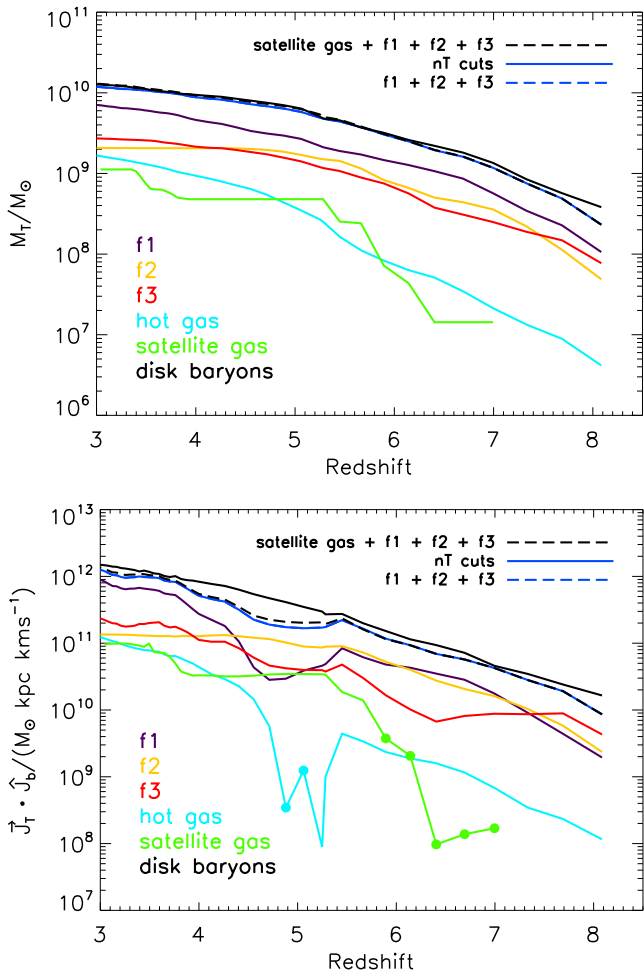 10¹¹
satellite gas + f1 + f2 + f3
nT cuts
f1 + f2 + f3
10¹⁰
10⁹
10⁸
10⁷
10⁶
M_T/M_⊙
f1
f2
f3
hot gas
satellite gas
disk baryons
3 4 5 6 7 8
Redshift
10¹³
satellite gas + f1 + f2 + f3
nT cuts
f1 + f2 + f3
10¹²
10¹¹
10¹⁰
10⁹
10⁸
10⁷
J⃗_T • Ĵ_b/(M_⊙ kpc kms⁻¹)
f1
f2
f3
hot gas
satellite gas
disk baryons
3 4 5 6 7 8
Redshift